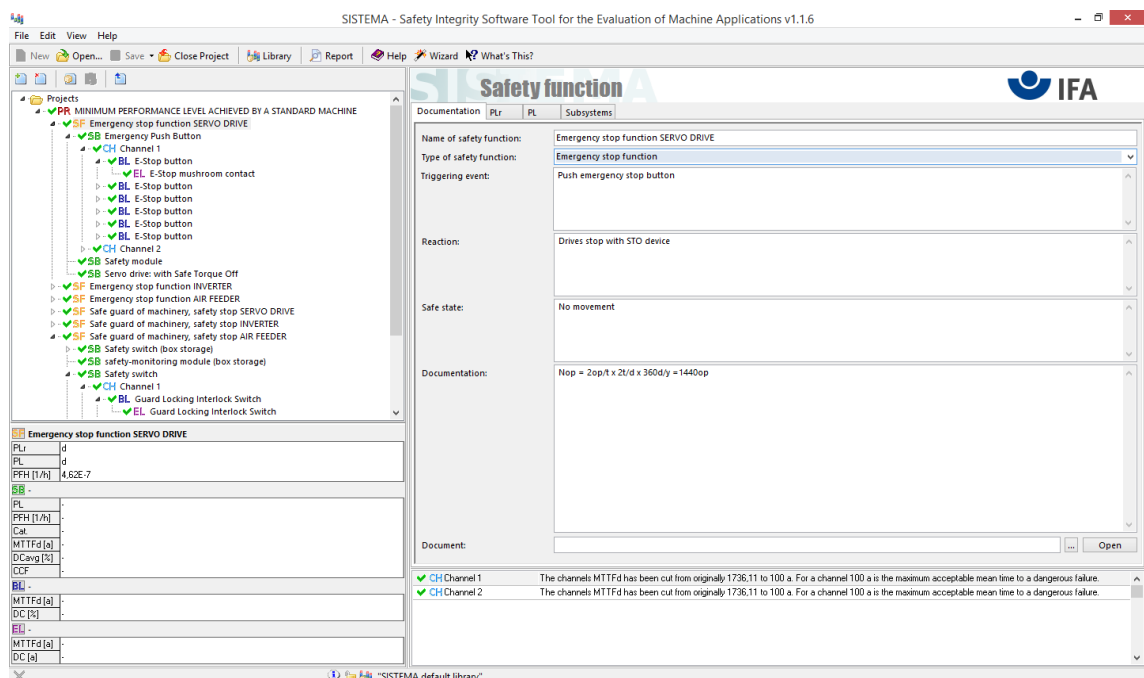 SISTEMA - Safety Integrity Software Tool for the Evaluation of Machine Applications v1.1.6
File Edit View Help
New Open... Save Close Project Library Report Help Wizard What's This?
Projects
PR MINIMUM PERFORMANCE LEVEL ACHIEVED BY A STANDARD MACHINE
SF Emergency stop function SERVO DRIVE
SB Emergency Push Button
CH Channel 1
BL E-Stop button
EL E-Stop mushroom contact
BL E-Stop button
BL E-Stop button
BL E-Stop button
BL E-Stop button
BL E-Stop button
CH Channel 2
SB Safety module
SB Servo drive: with Safe Torque Off
SF Emergency stop function INVERTER
SF Emergency stop function AIR FEEDER
SF Safe guard of machinery, safety stop SERVO DRIVE
SF Safe guard of machinery, safety stop INVERTER
SF Safe guard of machinery, safety stop AIR FEEDER
SB Safety switch (box storage)
SB safety-monitoring module (box storage)
SB Safety switch
CH Channel 1
BL Guard Locking Interlock Switch
EL Guard Locking Interlock Switch
SF Emergency stop function SERVO DRIVE
PLr d
PL d
PFH [1/h] 4,62E-7
SB -
PL -
PFH [1/h] -
Cat -
MTTFd [a] -
DCavg [%] -
CCF -
BL -
MTTFd [a] -
DC [%] -
EL -
MTTFd [a] -
DC [a] -
SISTEMA
Safety function
IFA
Documentation PLr PL Subsystems
Name of safety function: Emergency stop function SERVO DRIVE
Type of safety function: Emergency stop function
Triggering event: Push emergency stop button
Reaction: Drives stop with STO device
Safe state: No movement
Documentation: Nop = 2op/t x 2t/d x 360d/y =1440op
Document: ... Open
CH Channel 1 The channels MTTFd has been cut from originally 1736,11 to 100 a. For a channel 100 a is the maximum acceptable mean time to a dangerous failure.
CH Channel 2 The channels MTTFd has been cut from originally 1736,11 to 100 a. For a channel 100 a is the maximum acceptable mean time to a dangerous failure.
"SISTEMA default library"